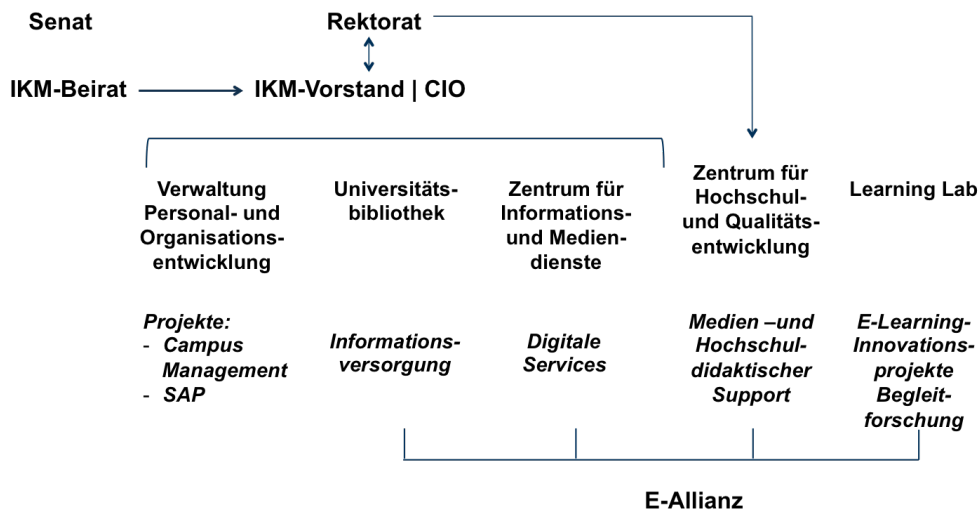 Senat
Rektorat
IKM-Beirat
IKM-Vorstand | CIO
Verwaltung
Personal- und
Organisations-
entwicklung
Universitäts-
bibliothek
Zentrum für
Informations-
und Medien-
dienste
Zentrum für
Hochschul-
und Qualitäts-
entwicklung
Learning Lab
Projekte:
- Campus
Management
- SAP
Informations-
versorgung
Digitale
Services
Medien –und
Hochschul-
didaktischer
Support
E-Learning-
Innovations-
projekte
Begleit-
forschung
E-Allianz